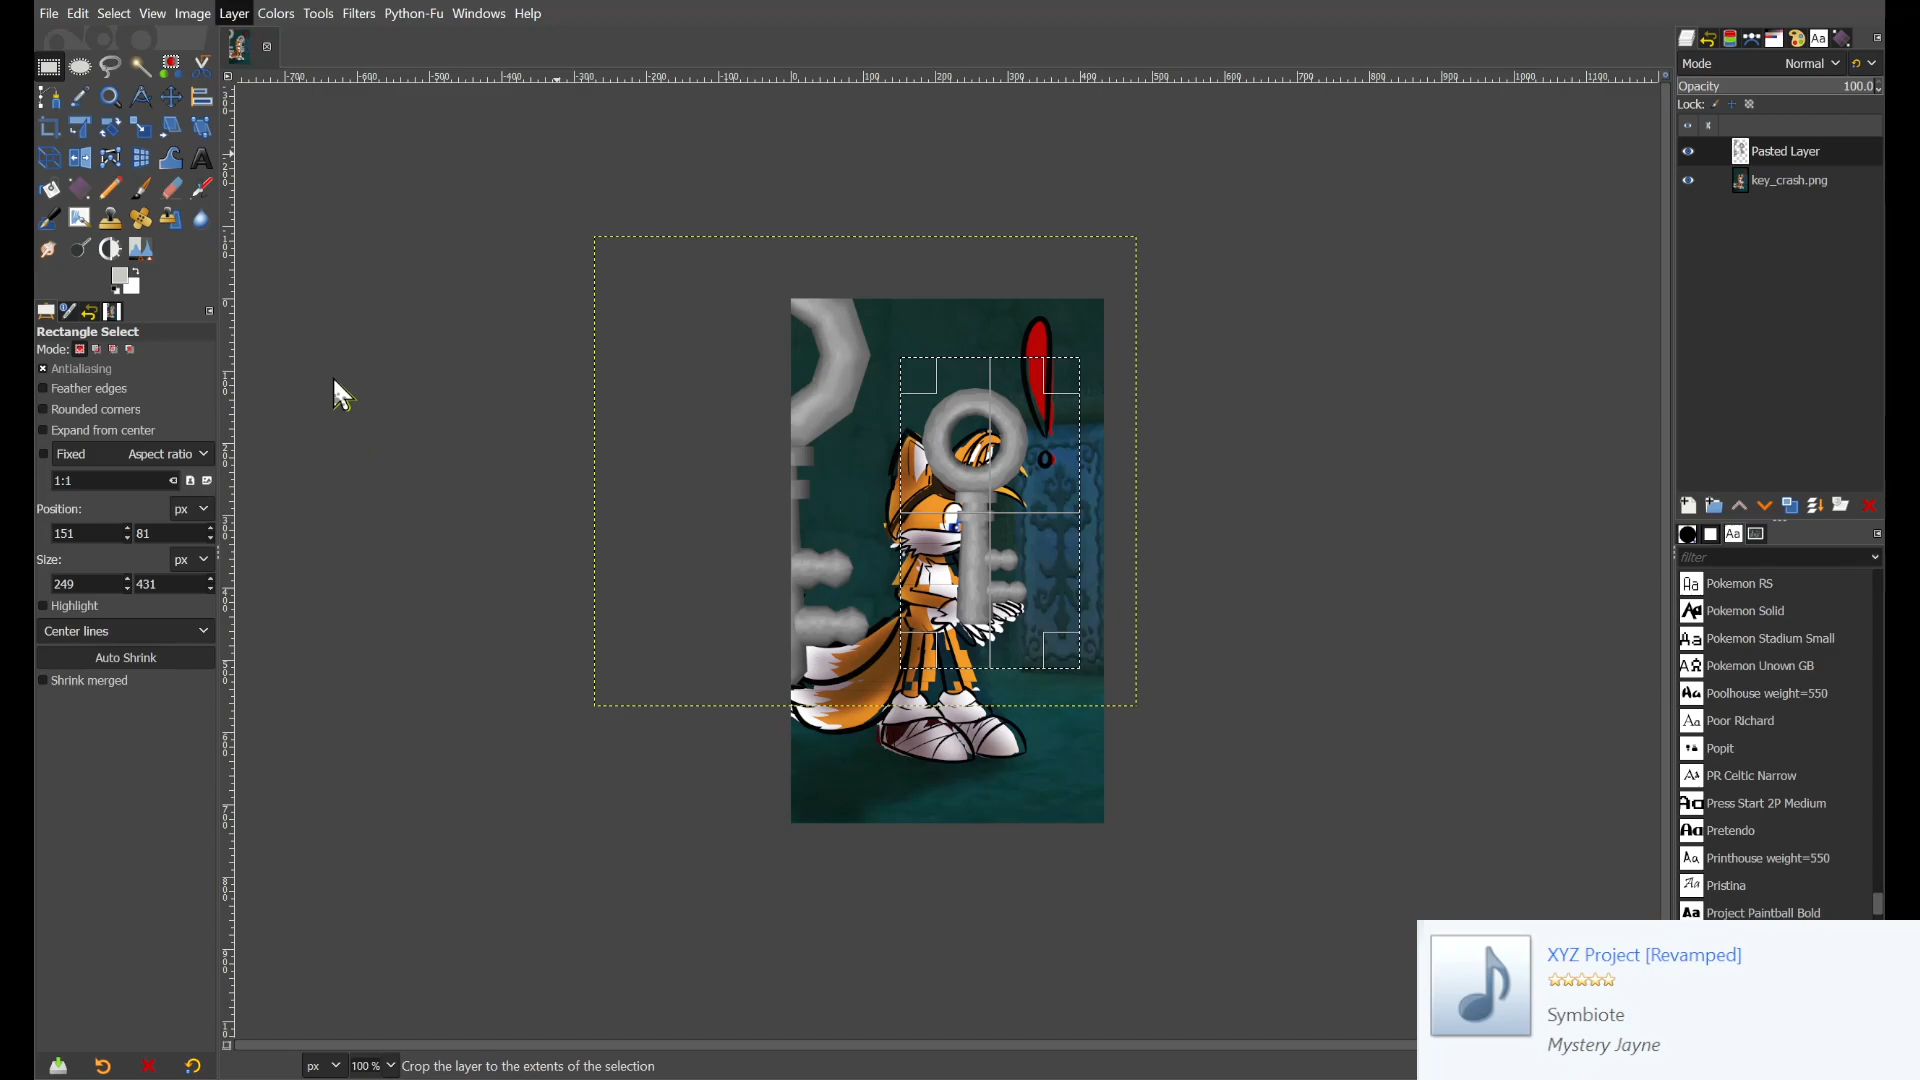 File Edit Select View Image Layer Colors Tools Filters Python-Fu Windows Help
Rectangle Select
Mode:
Antialiasing
Feather edges
Rounded corners
Expand from center
Fixed Aspect ratio
1:1
Position: px
151 81
Size: px
249 431
Highlight
Center lines
Auto Shrink
Shrink merged
px 100 % Crop the layer to the extents of the selection
Mode Normal
Opacity 100.0
Lock:
Pasted Layer
key_crash.png
filter
Pokemon RS
Pokemon Solid
Pokemon Stadium Small
Pokemon Unown GB
Poolhouse weight=550
Poor Richard
Popit
PR Celtic Narrow
Press Start 2P Medium
Pretendo
Printhouse weight=550
Pristina
Project Paintball Bold
XYZ Project [Revamped]
Symbiote
Mystery Jayne